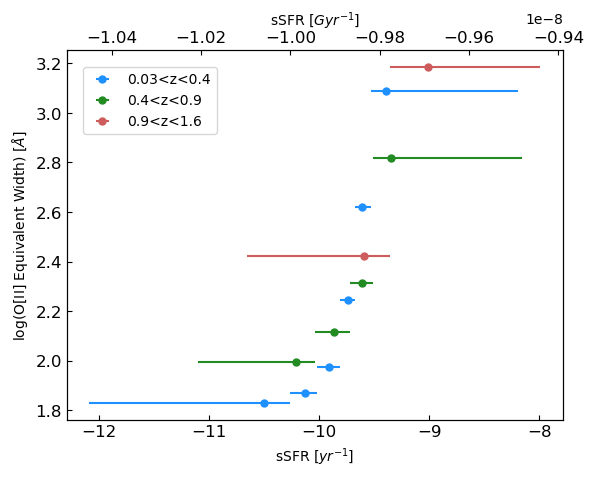 sSFR [Gyr⁻¹]
1e−8
−1.04 −1.02 −1.00 −0.98 −0.96 −0.94
0.03<z<0.4
0.4<z<0.9
0.9<z<1.6
3.2
3.0
2.8
2.6
2.4
2.2
2.0
1.8
log(O[II] Equivalent Width) [Å]
−12 −11 −10 −9 −8
sSFR [yr⁻¹]